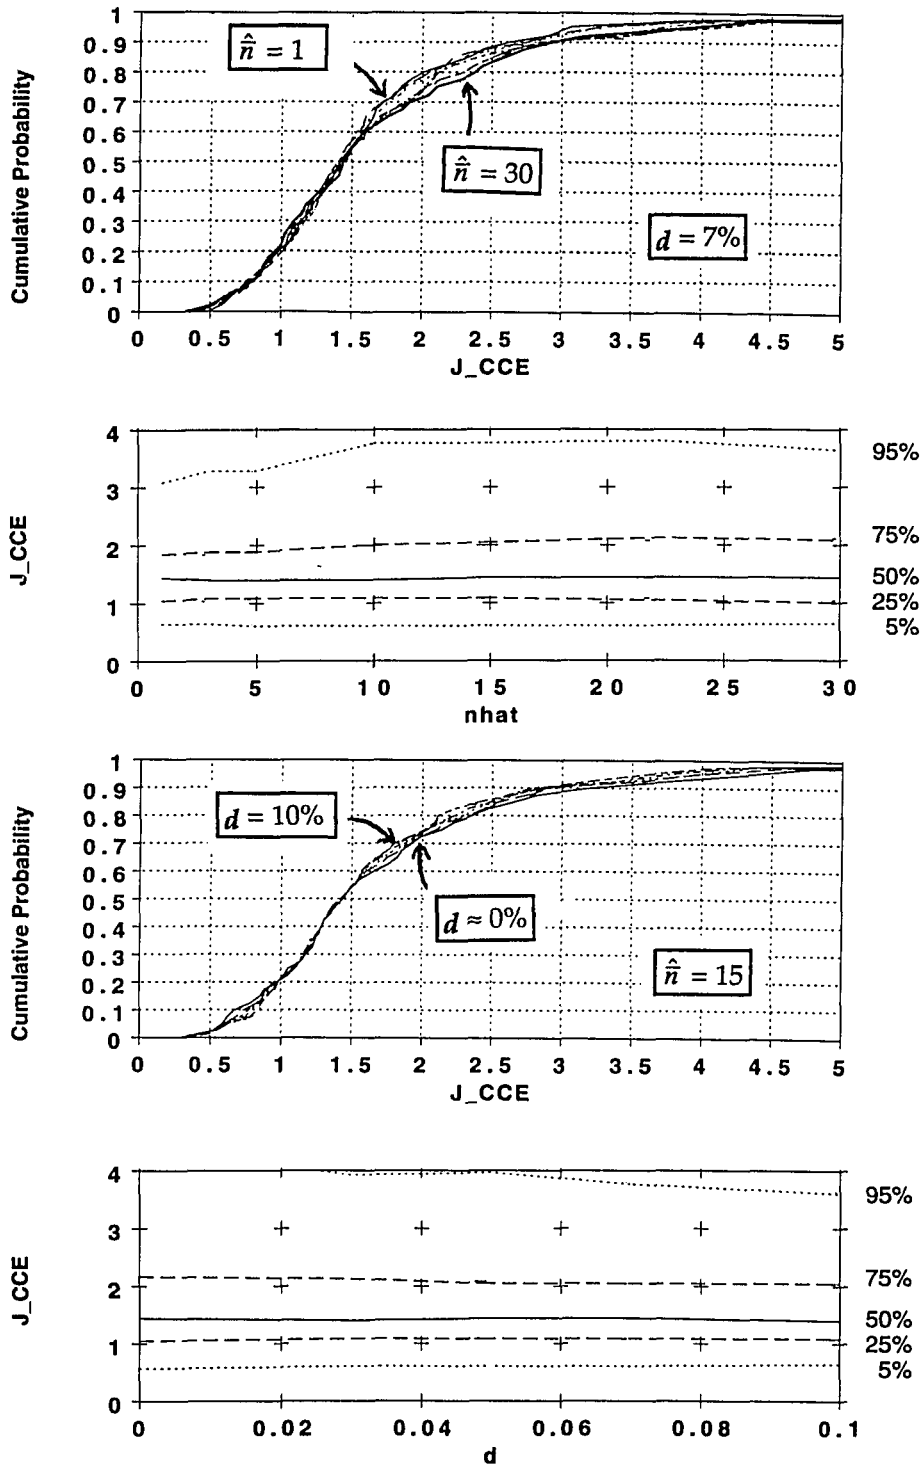 Cumulative Probability
1
0.9
0.8
0.7
0.6
0.5
0.4
0.3
0.2
0.1
0
n̂̄ = 1
n̂̄ = 30
d = 7%
0 0.5 1 1.5 2 2.5 3 3.5 4 4.5 5
J_CCE
J_CCE
4
3
2
1
0
95%
75%
50%
25%
5%
0 5 10 15 20 25 30
nhat
Cumulative Probability
1
0.9
0.8
0.7
0.6
0.5
0.4
0.3
0.2
0.1
0
d = 10%
d ≈ 0%
n̂̄ = 15
0 0.5 1 1.5 2 2.5 3 3.5 4 4.5 5
J_CCE
J_CCE
4
3
2
1
0
95%
75%
50%
25%
5%
0 0.02 0.04 0.06 0.08 0.1
d